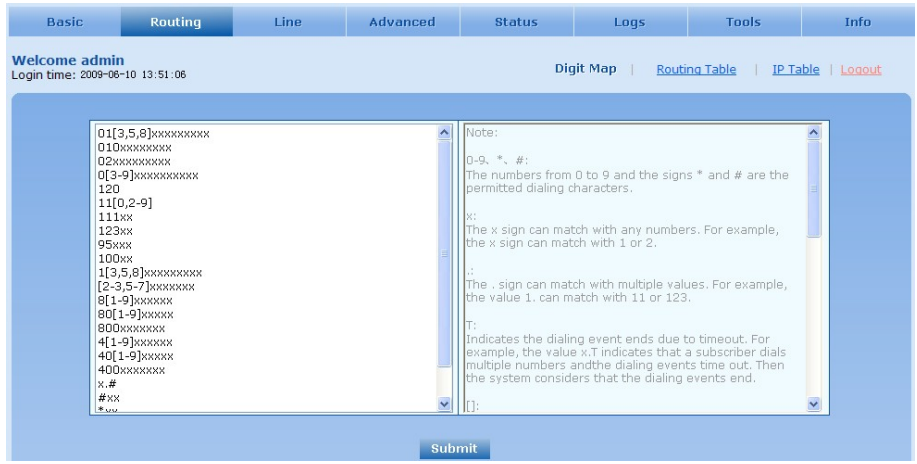 Basic Routing Line Advanced Status Logs Tools Info
Welcome admin
Login time: 2009-06-10 13:51:06
Digit Map | Routing Table | IP Table | Logout
01[3,5,8]xxxxxxxxx
010xxxxxxxx
02xxxxxxxxx
0[3-9]xxxxxxxxxx
120
11[0,2-9]
111xx
123xx
95xxx
100xx
1[3,5,8]xxxxxxxxx
[2-3,5-7]xxxxxxx
8[1-9]xxxxxx
80[1-9]xxxxx
800xxxxxxx
4[1-9]xxxxxx
40[1-9]xxxxx
400xxxxxxx
x.#
#xx
*xx
Note:
0-9、*、#:
The numbers from 0 to 9 and the signs * and # are the
permitted dialing characters.
x:
The x sign can match with any numbers. For example,
the x sign can match with 1 or 2.
.:
The . sign can match with multiple values. For example,
the value 1. can match with 11 or 123.
T:
Indicates the dialing event ends due to timeout. For
example, the value x.T indicates that a subscriber dials
multiple numbers andthe dialing events time out. Then
the system considers that the dialing events end.
[]:
Submit